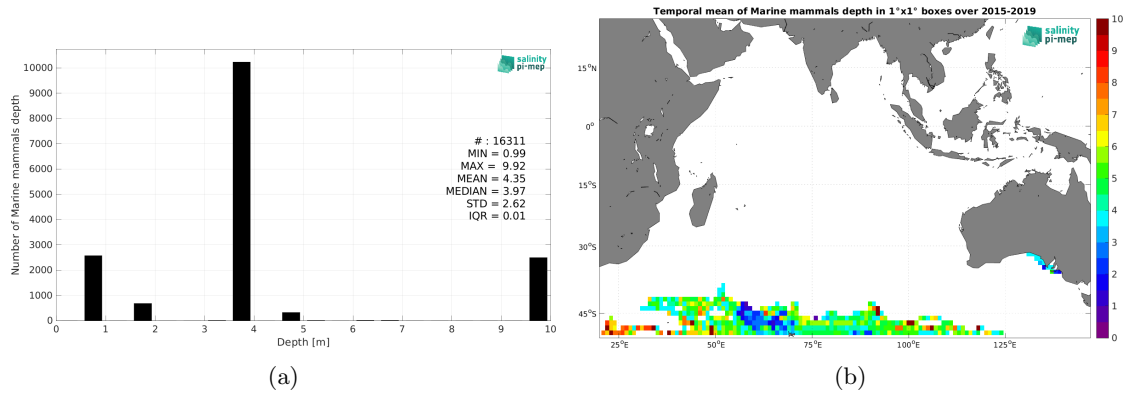 salinity
pi-mep
Number of Marine mammals depth
10000
9000
8000
7000
6000
5000
4000
3000
2000
1000
0
# : 16311
MIN = 0.99
MAX = 9.92
MEAN = 4.35
MEDIAN = 3.97
STD = 2.62
IQR = 0.01
0 1 2 3 4 5 6 7 8 9 10
Depth [m]
(a)
Temporal mean of Marine mammals depth in 1°x1° boxes over 2015-2019
salinity
pi-mep
15°N
0°
15°S
30°S
45°S
25°E 50°E 75°E 100°E 125°E
10
9
8
7
6
5
4
3
2
1
0
(b)